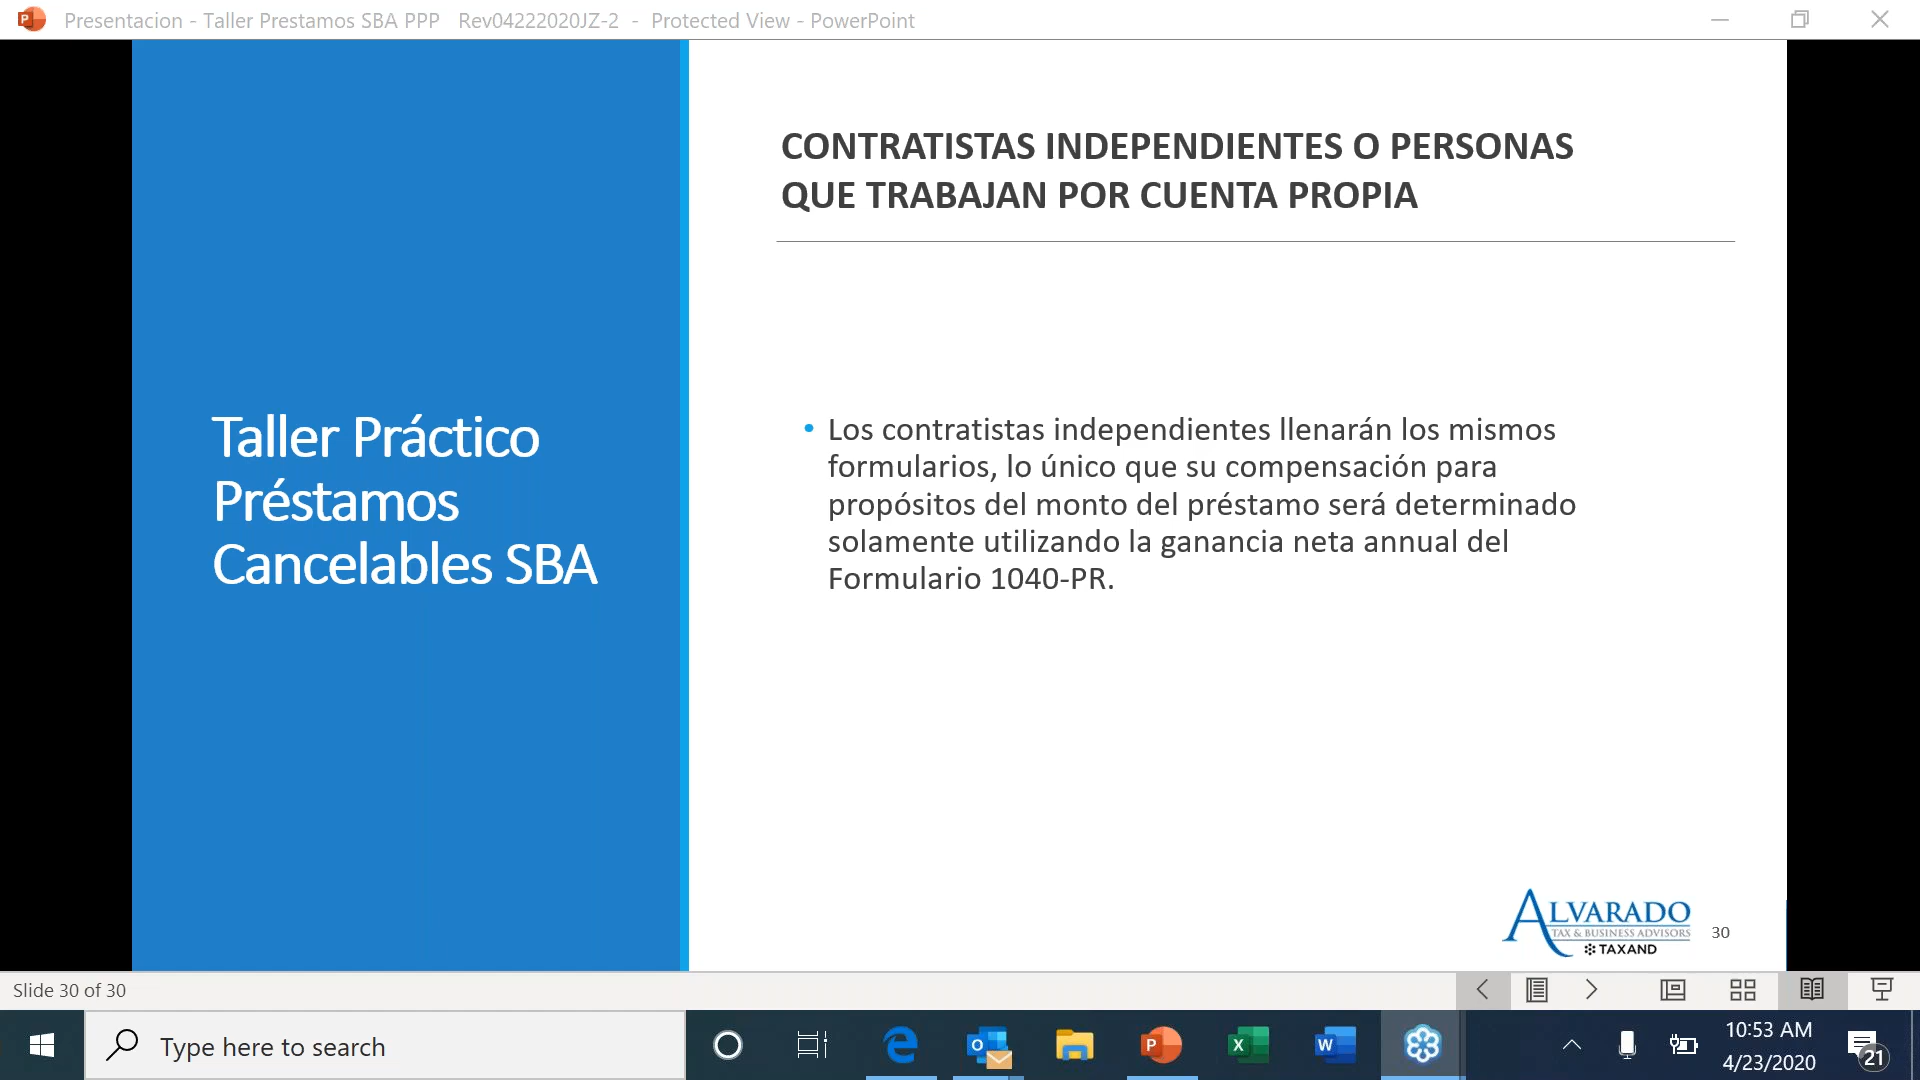 Presentacion - Taller Prestamos SBA PPP Rev04222020JZ-2 - Protected View - PowerPoint
CONTRATISTAS INDEPENDIENTES O PERSONAS
QUE TRABAJAN POR CUENTA PROPIA
Taller Práctico
Préstamos
Cancelables SBA
• Los contratistas independientes llenarán los mismos
formularios, lo único que su compensación para
propósitos del monto del préstamo será determinado
solamente utilizando la ganancia neta annual del
Formulario 1040-PR.
ALVARADO
TAX & BUSINESS ADVISORS
TAXAND
30
Slide 30 of 30
Type here to search
10:53 AM
4/23/2020
21